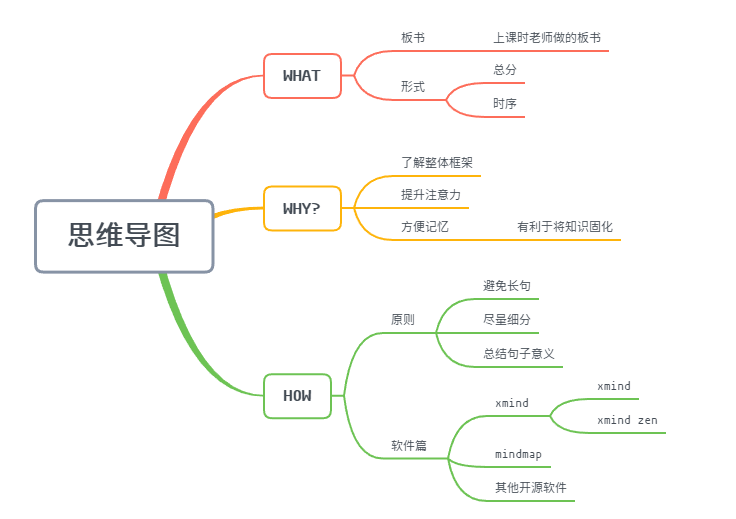 思维导图
WHAT
板书
上课时老师做的板书
形式
总分
时序
WHY?
了解整体框架
提升注意力
方便记忆
有利于将知识固化
HOW
原则
避免长句
尽量细分
总结句子意义
软件篇
xmind
xmind
xmind zen
mindmap
其他开源软件